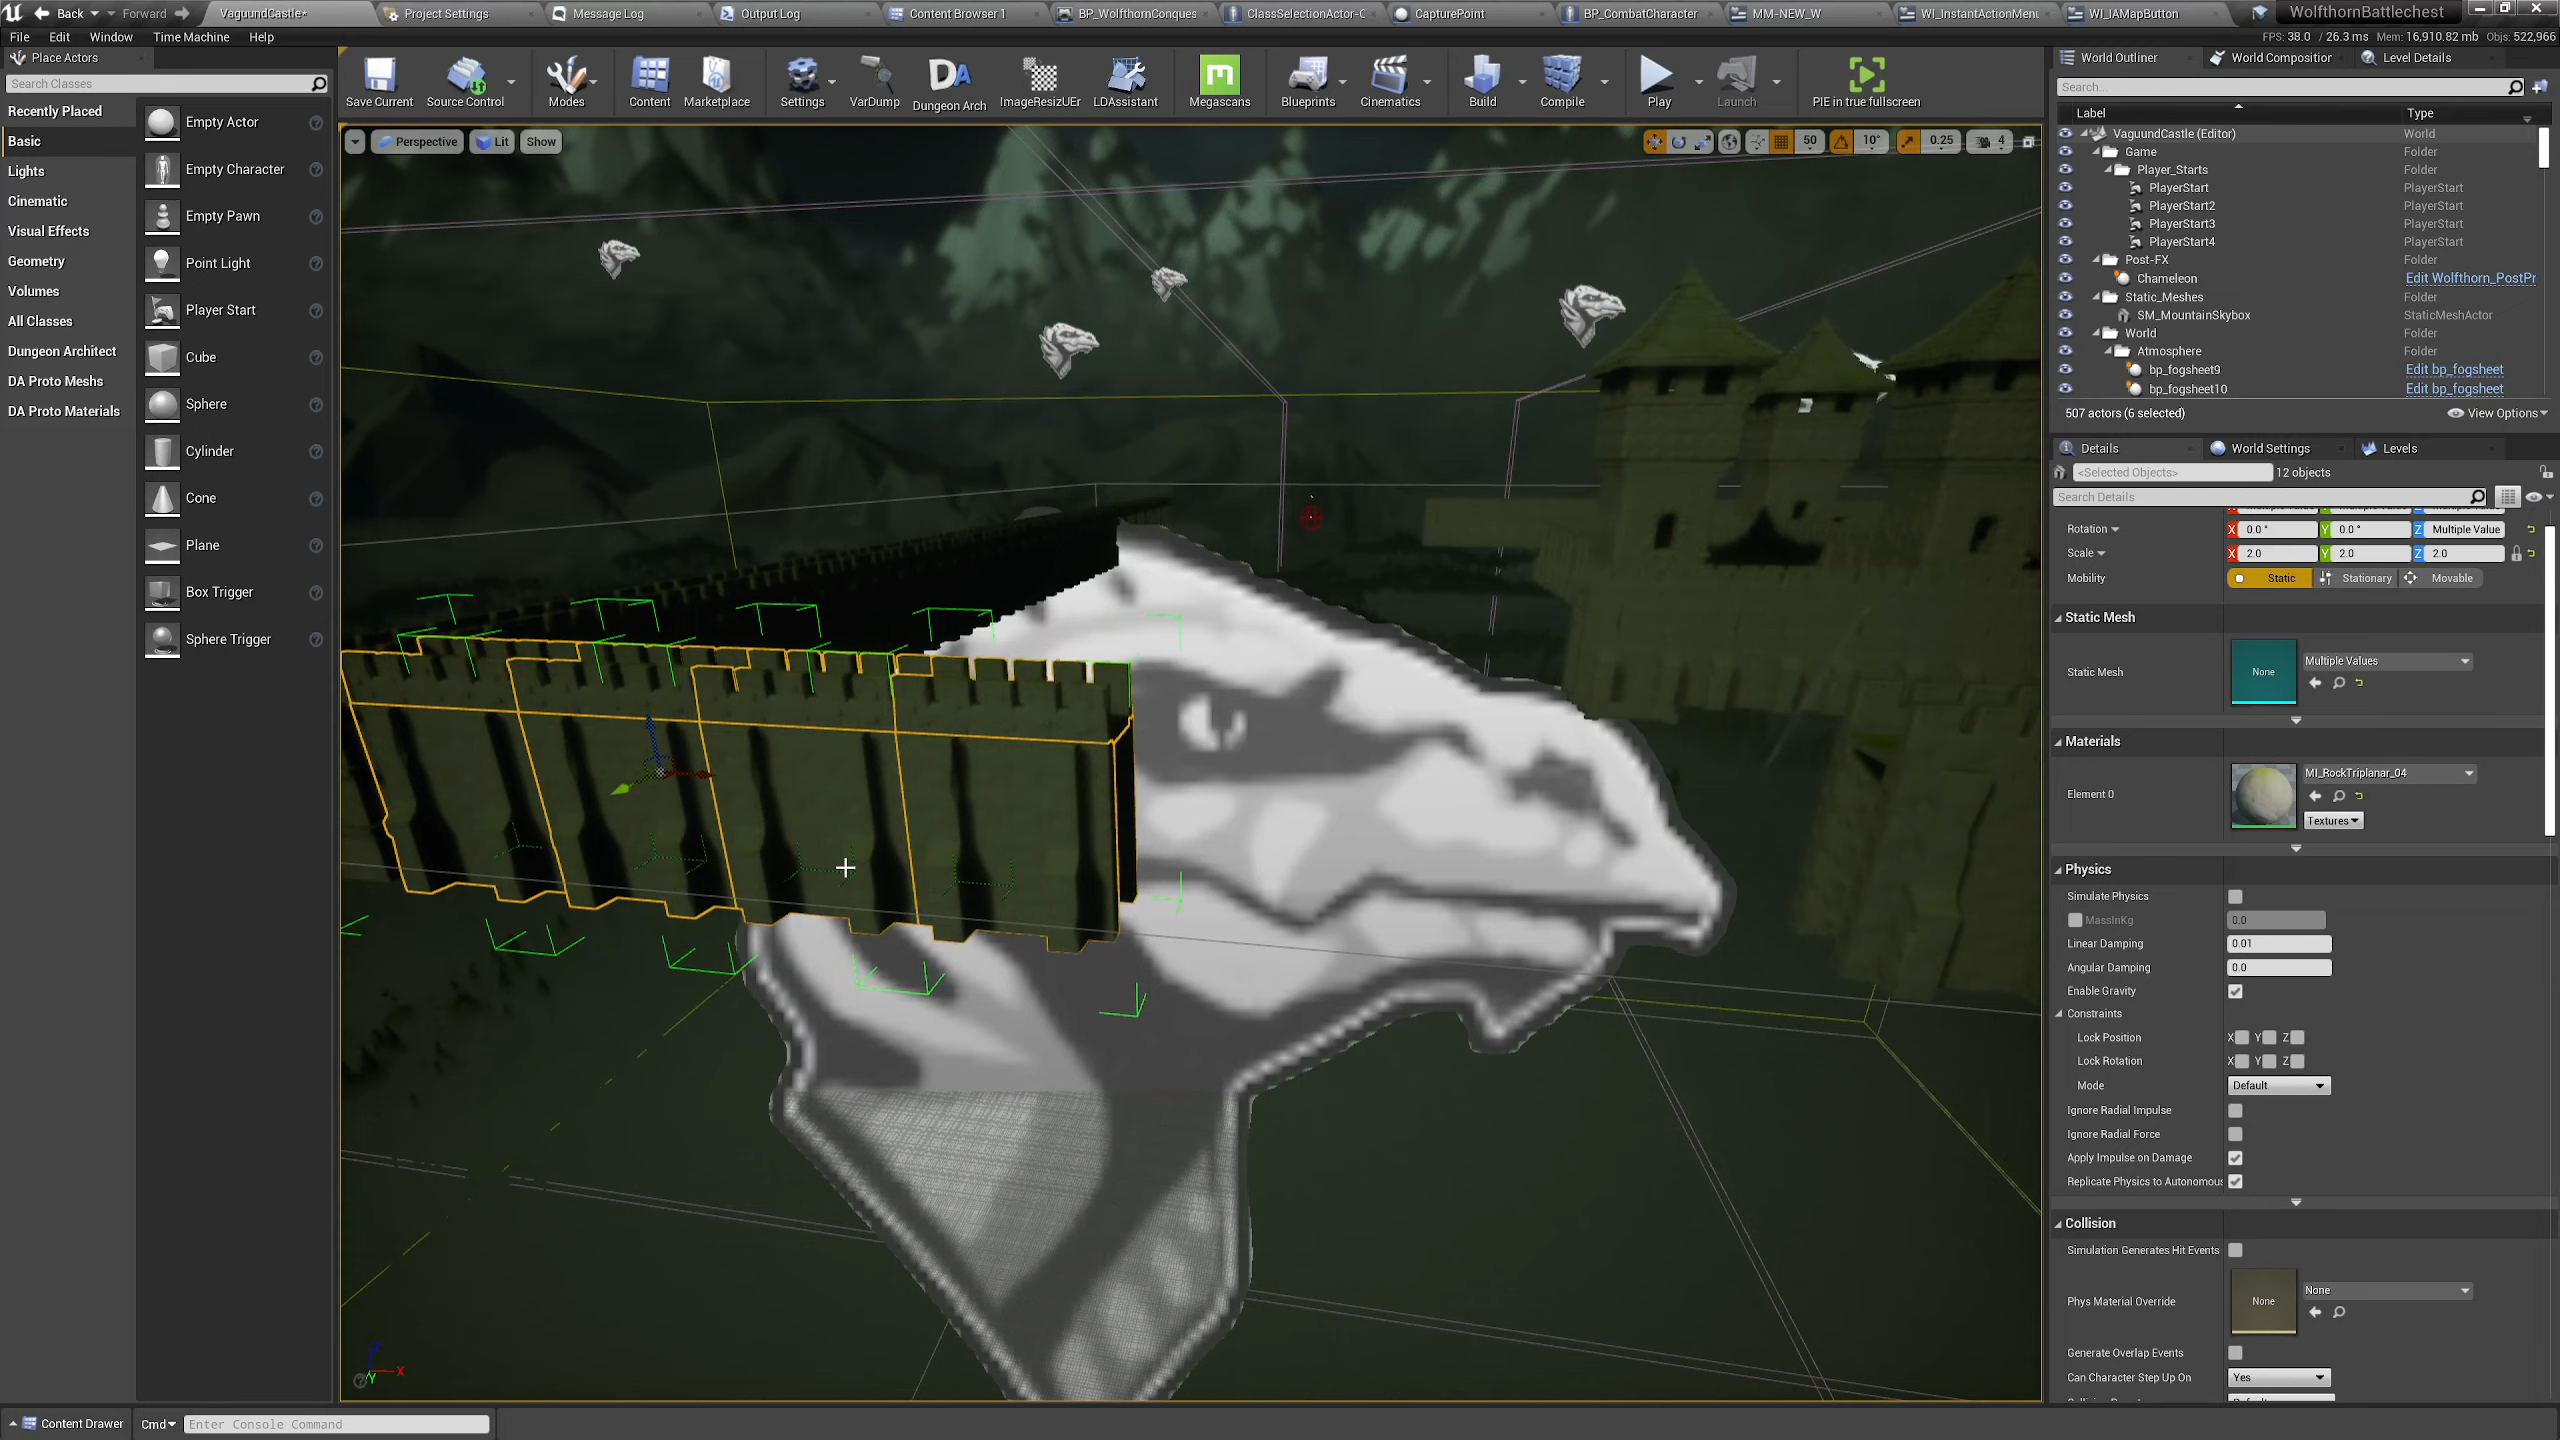 Back Forward VaguundCastle* Project Settings Message Log Output Log Content Browser 1 BP_WolfthornConques ClassSelectionActor-C CapturePoint BP_CombatCharacter MM-NEW_W WI_InstantActionMenu WI_IAMapButton WolfthornBattlechest
File Edit Window Time Machine Help
FPS: 38.0 / 26.3 ms Mem: 16,910.82 mb Objs: 522,966
Place Actors
Search Classes
Recently Placed
Basic
Lights
Cinematic
Visual Effects
Geometry
Volumes
All Classes
Dungeon Architect
DA Proto Meshs
DA Proto Materials
Empty Actor
Empty Character
Empty Pawn
Point Light
Player Start
Cube
Sphere
Cylinder
Cone
Plane
Box Trigger
Sphere Trigger
Save Current Source Control Modes Content Marketplace Settings VarDump Dungeon Arch ImageResizUEr LDAssistant Megascans Blueprints Cinematics Build Compile Play Launch PIE in true fullscreen
Perspective Lit Show
50 10° 0.25 4
X
Y
Z
World Outliner World Composition Level Details
Search...
Label Type
VaguundCastle (Editor) World
Game Folder
Player_Starts Folder
PlayerStart PlayerStart
PlayerStart2 PlayerStart
PlayerStart3 PlayerStart
PlayerStart4 PlayerStart
Post-FX Folder
Chameleon Edit Wolfthorn_PostPr
Static_Meshes Folder
SM_MountainSkybox StaticMeshActor
World Folder
Atmosphere Folder
bp_fogsheet9 Edit bp_fogsheet
bp_fogsheet10 Edit bp_fogsheet
507 actors (6 selected) View Options
Details World Settings Levels
<Selected Objects> 12 objects
Search Details
Rotation X 0.0° Y 0.0° Z Multiple Value
Scale X 2.0 Y 2.0 Z 2.0
Mobility Static Stationary Movable
Static Mesh
Static Mesh None Multiple Values
Materials
Element 0 MI_RockTriplanar_04
Textures
Physics
Simulate Physics
MassInKg 0.0
Linear Damping 0.01
Angular Damping 0.0
Enable Gravity
Constraints
Lock Position X Y Z
Lock Rotation X Y Z
Mode Default
Ignore Radial Impulse
Ignore Radial Force
Apply Impulse on Damage
Replicate Physics to Autonomous
Collision
Simulation Generates Hit Events
Phys Material Override None None
Generate Overlap Events
Can Character Step Up On Yes
Content Drawer Cmd Enter Console Command